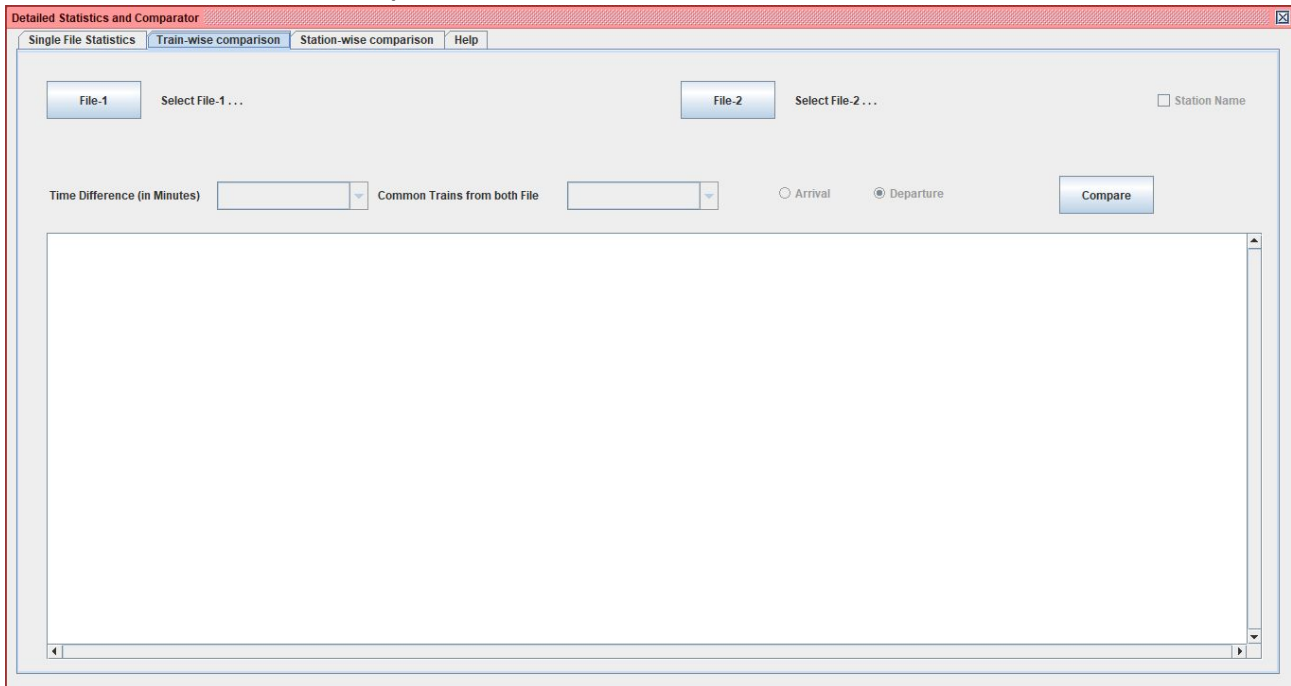 Detailed Statistics and Comparator
Single File Statistics Train-wise comparison Station-wise comparison Help
File-1 Select File-1 . . . File-2 Select File-2 . . . Station Name
Time Difference (in Minutes) Common Trains from both File Arrival Departure Compare